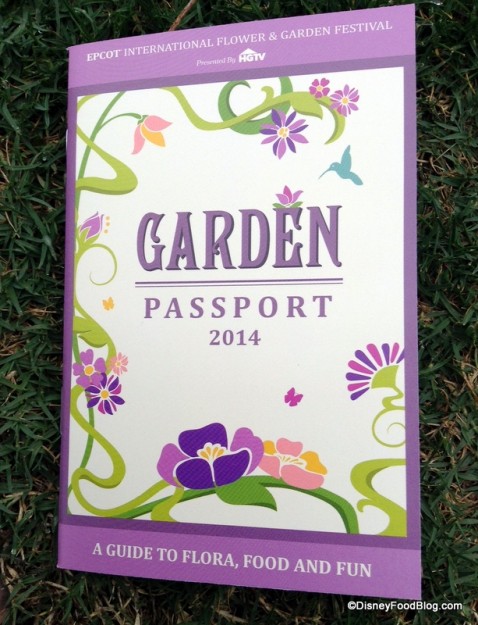 EPCOT INTERNATIONAL FLOWER & GARDEN FESTIVAL
Presented By HGTV
GARDEN
PASSPORT
2014
A GUIDE TO FLORA, FOOD AND FUN
©DisneyFoodBlog.com